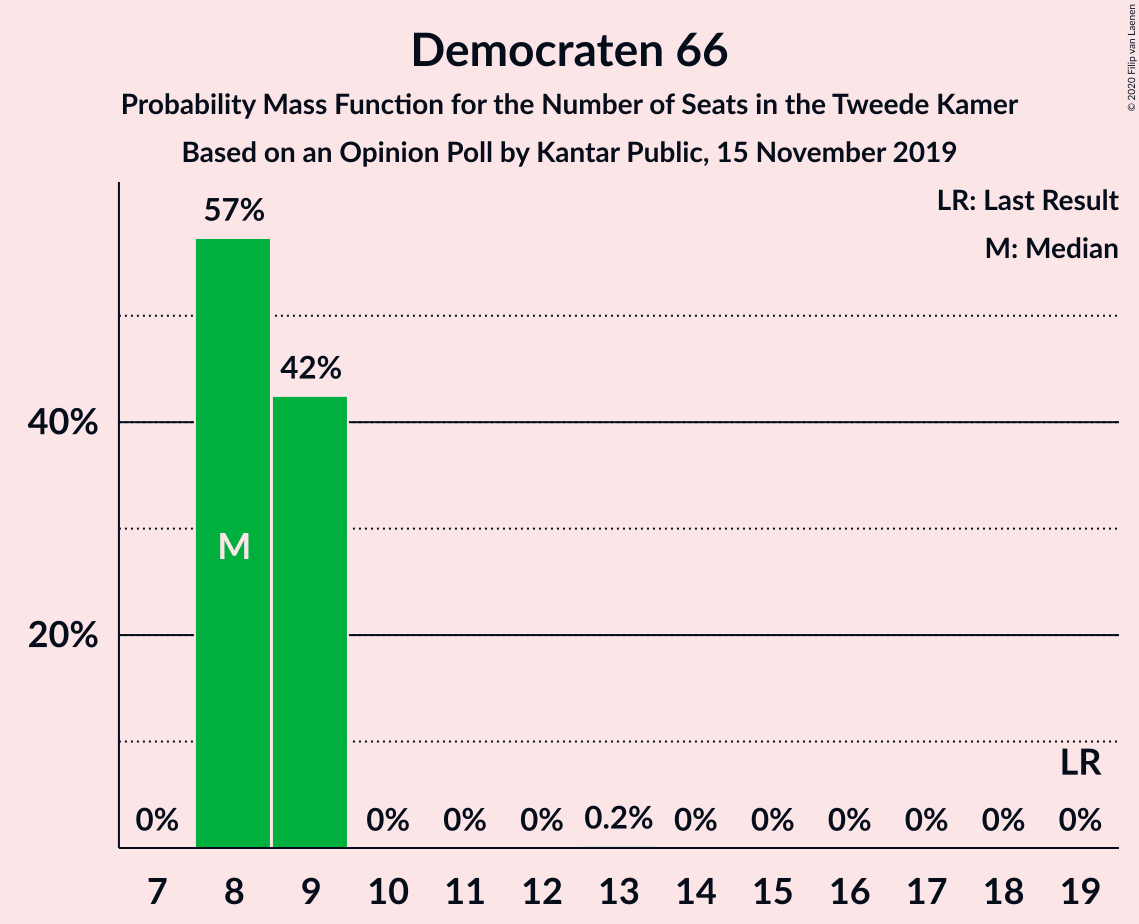 Democraten 66
Probability Mass Function for the Number of Seats in the Tweede Kamer
Based on an Opinion Poll by Kantar Public, 15 November 2019
© 2020 Filip van Laenen
LR: Last Result
M: Median
57%
42%
40%
M
20%
LR
0% 0% 0% 0% 0.2% 0% 0% 0% 0% 0% 0%
7 8 9 10 11 12 13 14 15 16 17 18 19